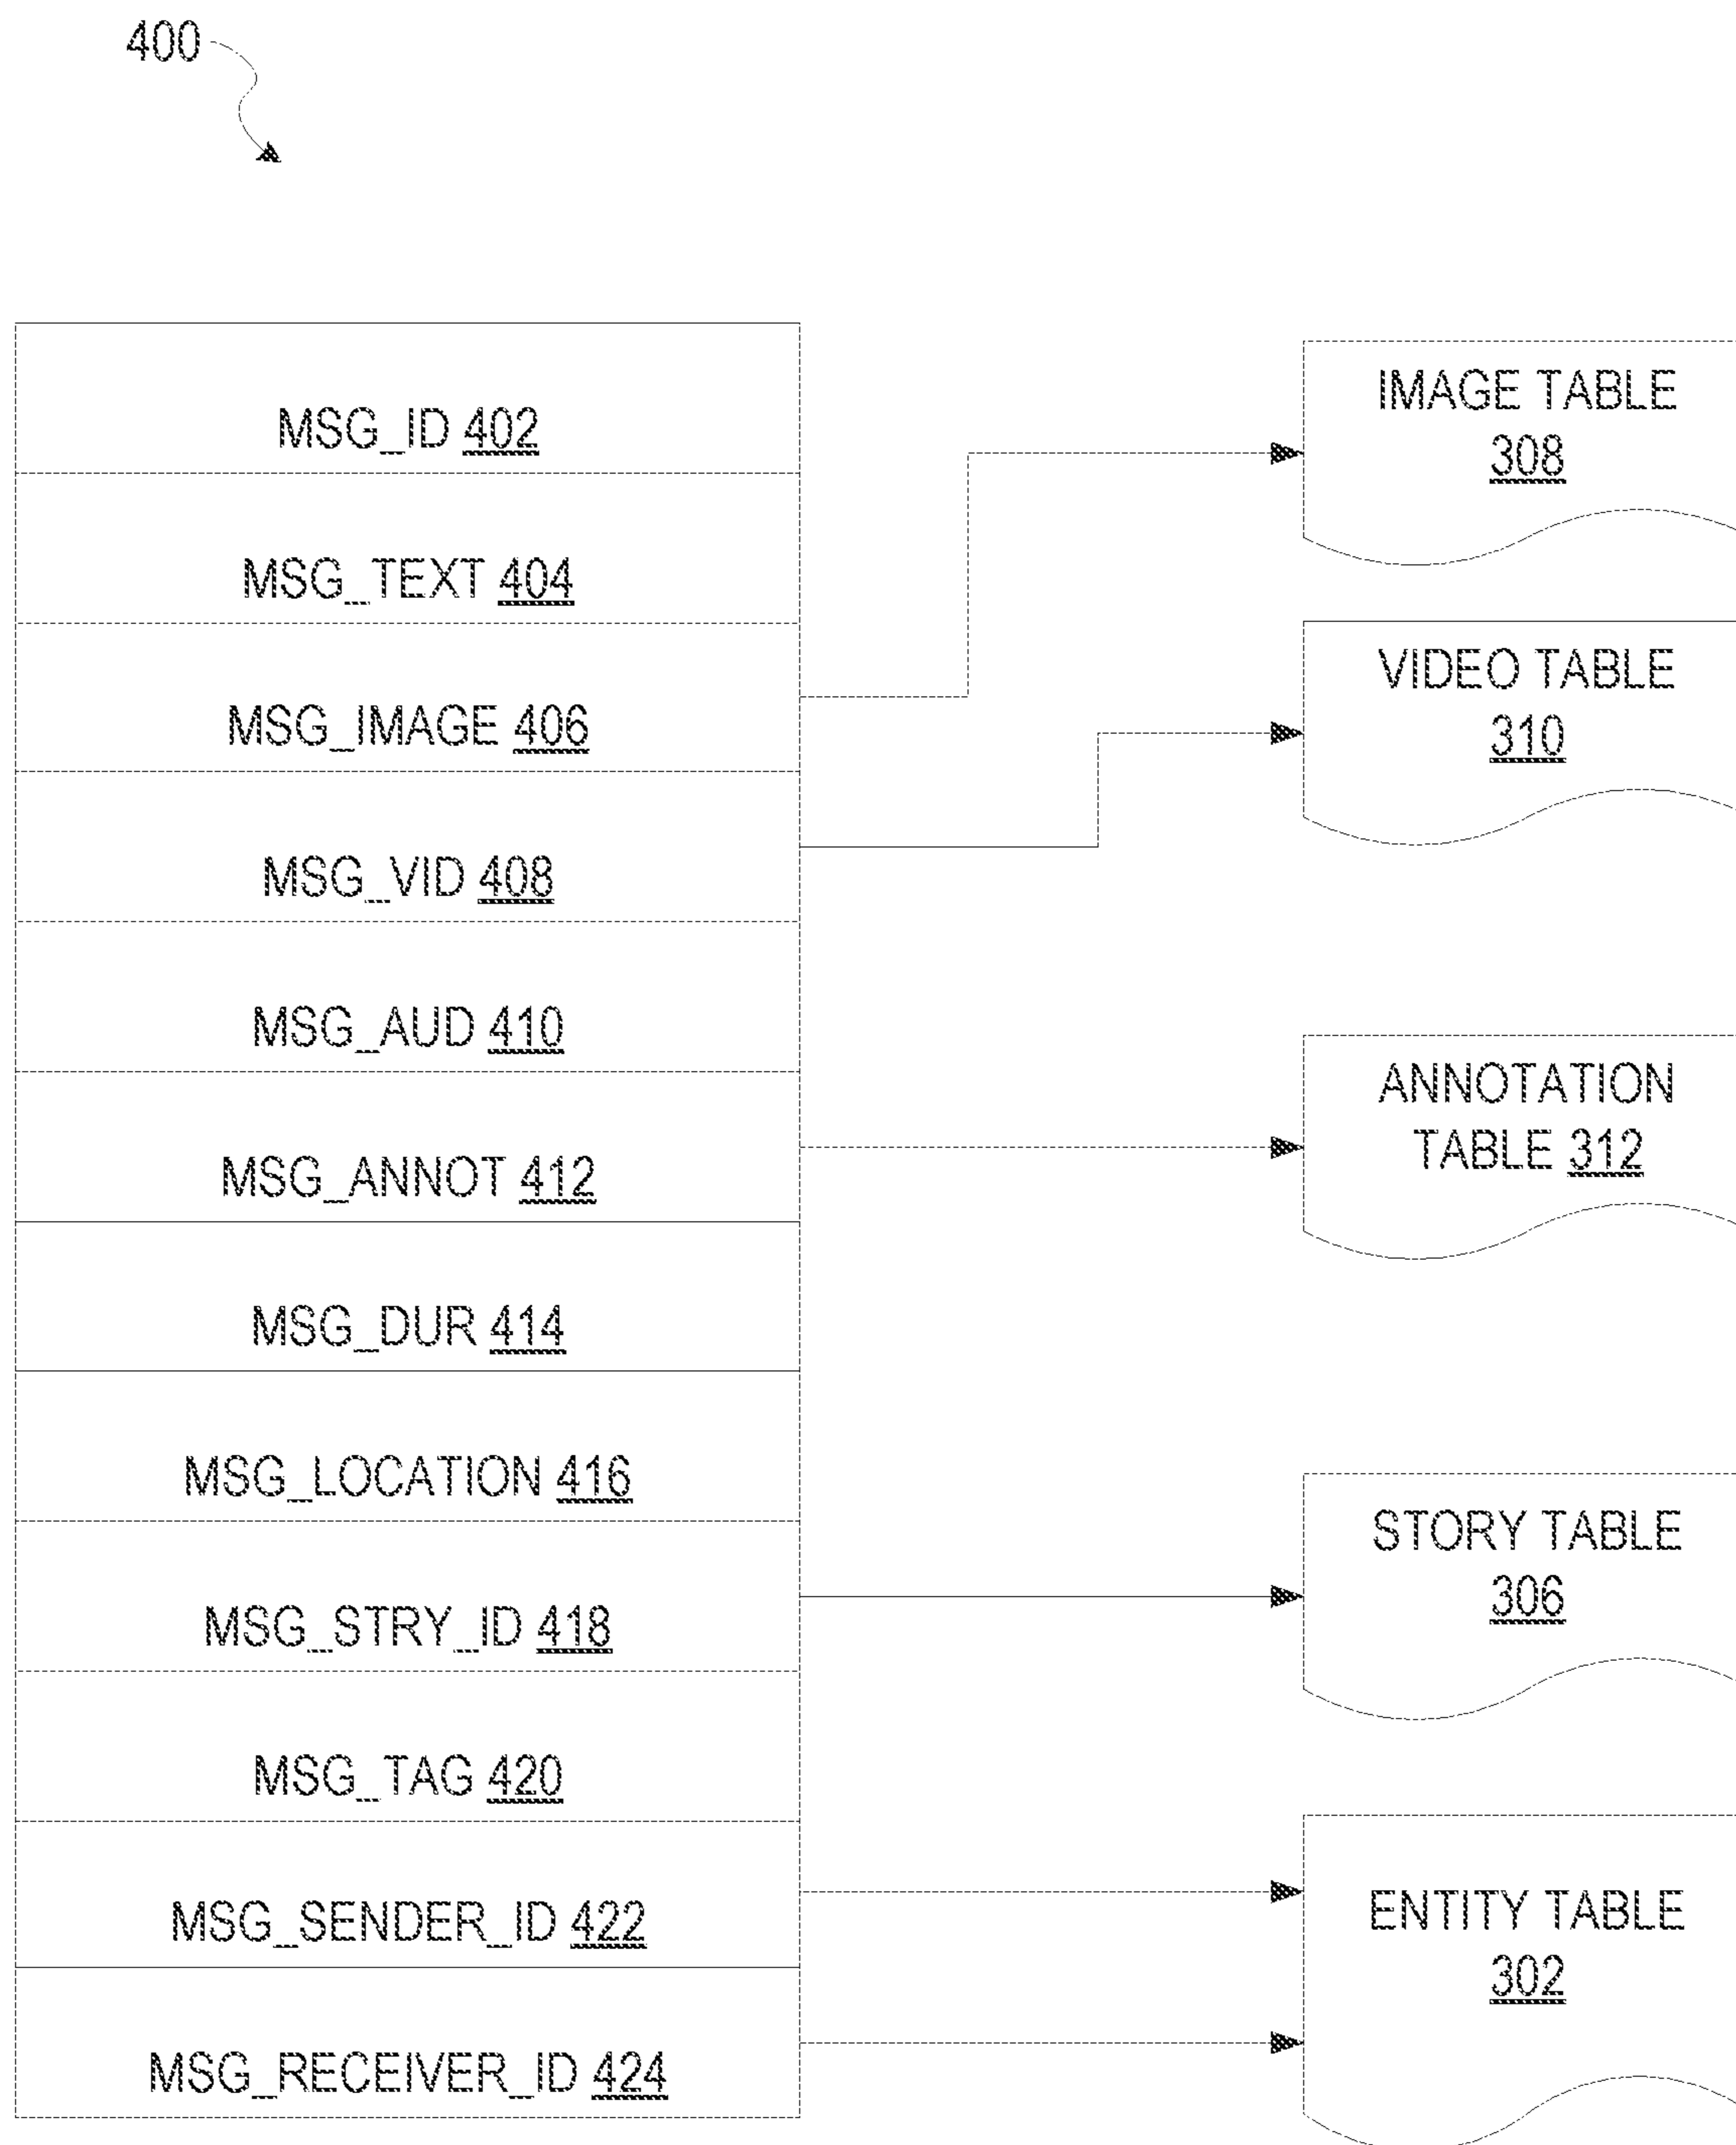 400
MSG_ID 402
MSG_TEXT 404
MSG_IMAGE 406
MSG_VID 408
MSG_AUD 410
MSG_ANNOT 412
MSG_DUR 414
MSG_LOCATION 416
MSG_STRY_ID 418
MSG_TAG 420
MSG_SENDER_ID 422
MSG_RECEIVER_ID 424
IMAGE TABLE
308
VIDEO TABLE
310
ANNOTATION
TABLE 312
STORY TABLE
306
ENTITY TABLE
302